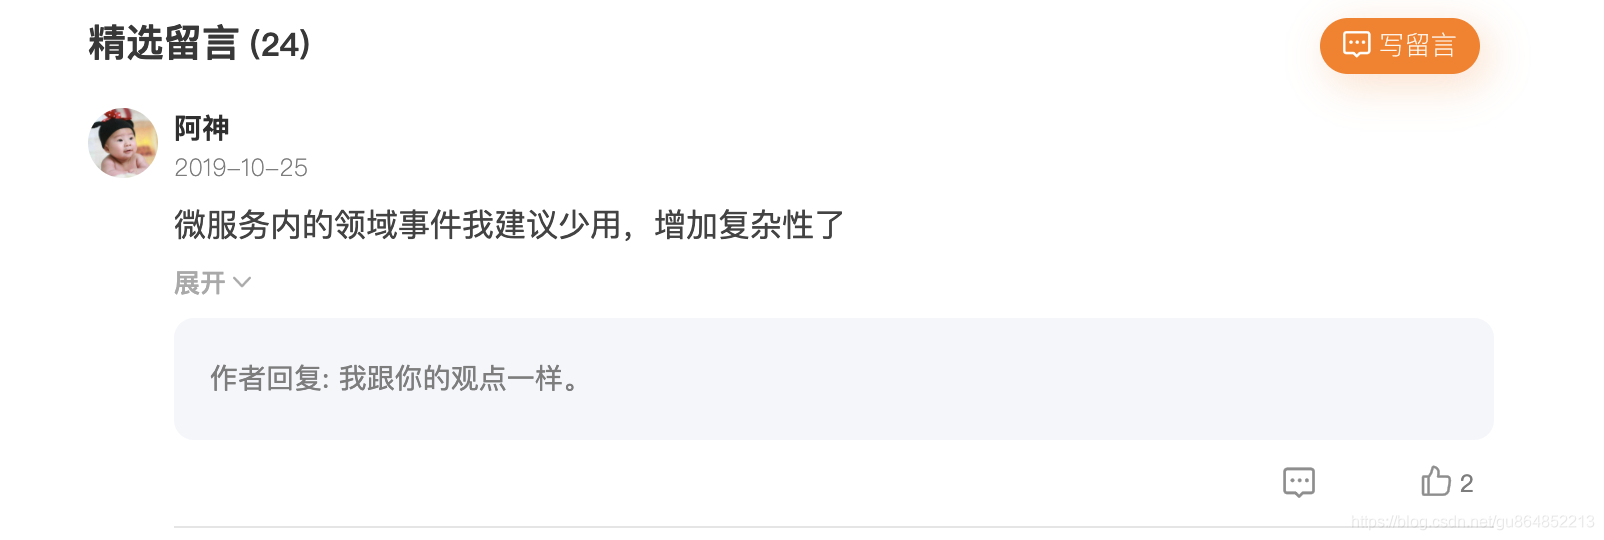 精选留言 (24)
写留言
阿神
2019-10-25
微服务内的领域事件我建议少用，增加复杂性了
展开
作者回复: 我跟你的观点一样。
2
https://blog.csdn.net/gu864852213